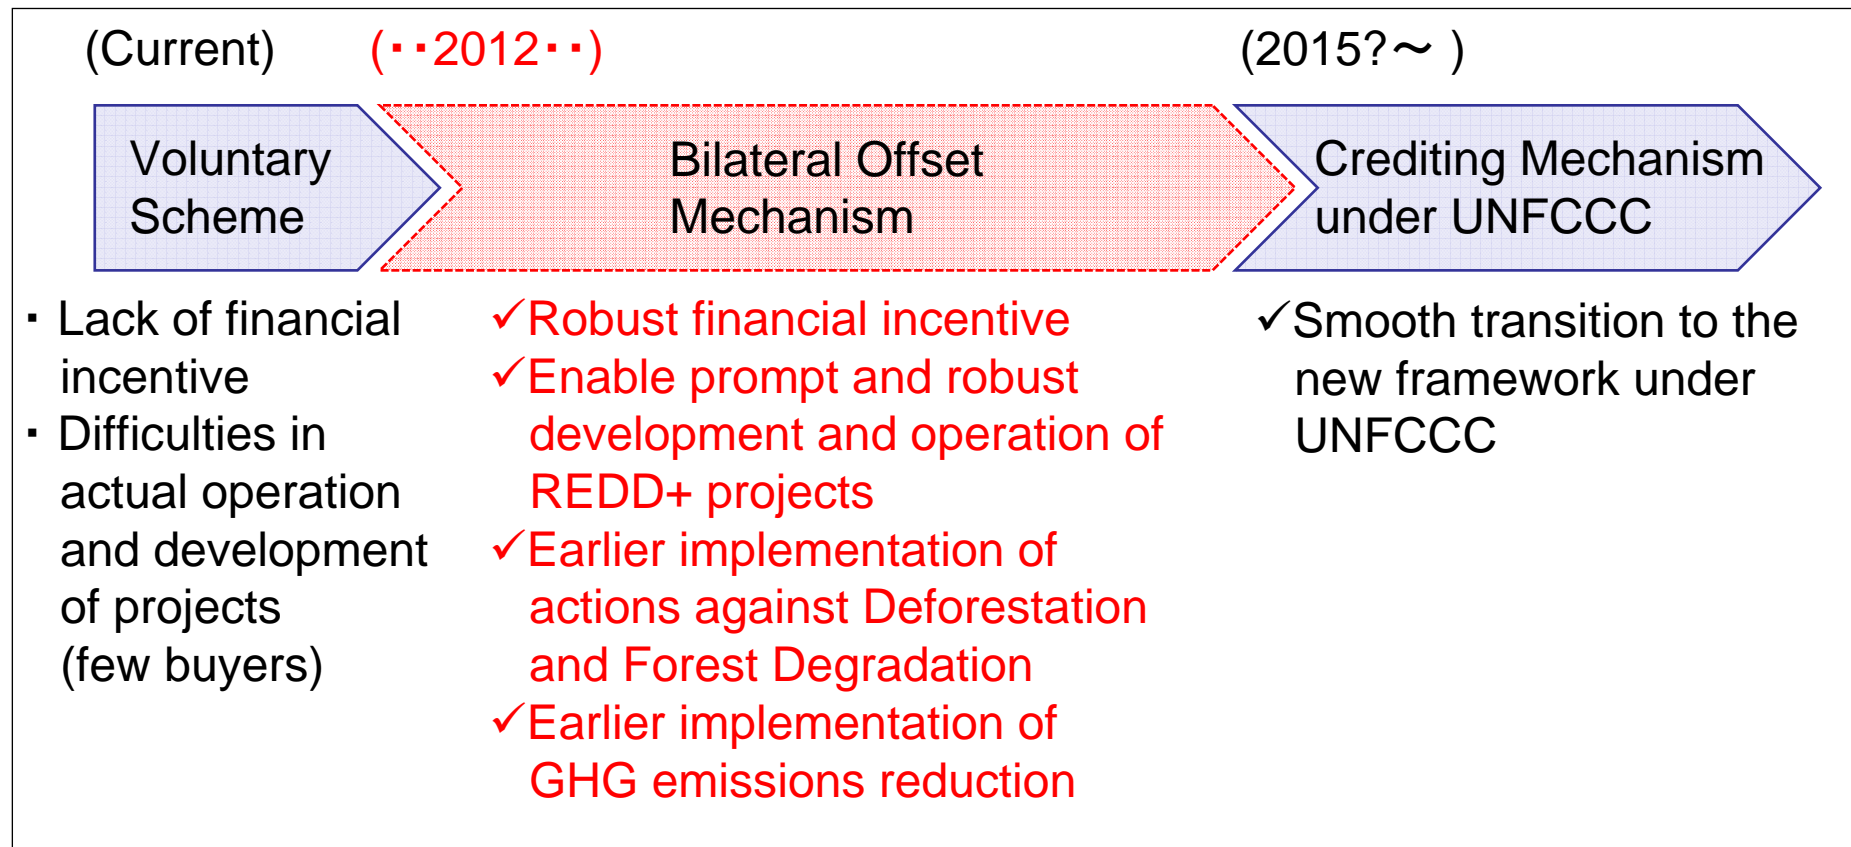 (Current)
(・・2012・・)
(2015?～ )
Voluntary
Scheme
Bilateral Offset
Mechanism
Crediting Mechanism
under UNFCCC
・Lack of financial
incentive
・Difficulties in
actual operation
and development
of projects
(few buyers)
✓Robust financial incentive
✓Enable prompt and robust
development and operation of
REDD+ projects
✓Earlier implementation of
actions against Deforestation
and Forest Degradation
✓Earlier implementation of
GHG emissions reduction
✓Smooth transition to the
new framework under
UNFCCC